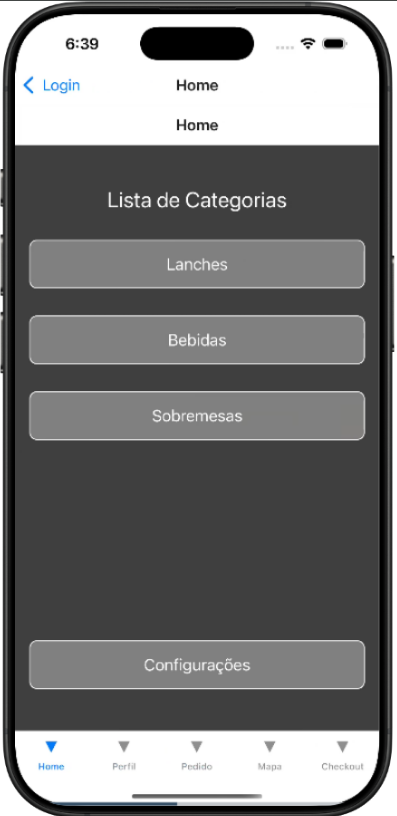 6:39
Login
Home
Home
Lista de Categorias
Lanches
Bebidas
Sobremesas
Configurações
Home Perfil Pedido Mapa Checkout